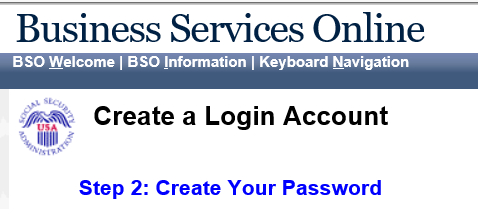 Business Services Online
BSO Welcome | BSO Information | Keyboard Navigation
SOCIAL SECURITY
USA
ADMINISTRATION
Create a Login Account
Step 2: Create Your Password